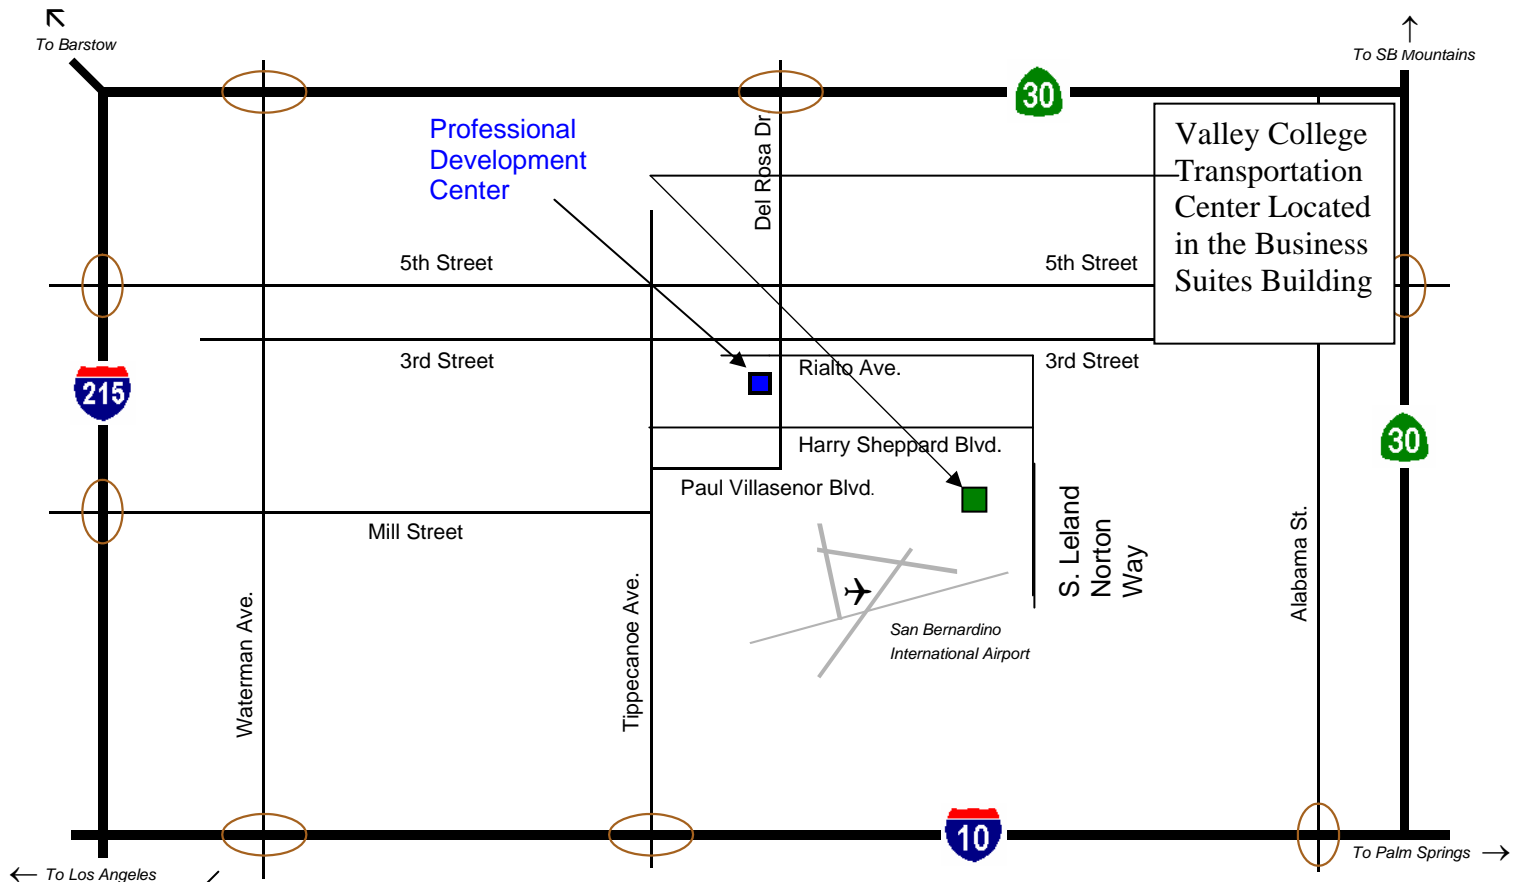 To Barstow
To SB Mountains
30
Professional
Development
Center
Del Rosa Dr
Valley College
Transportation
Center Located
in the Business
Suites Building
5th Street
5th Street
3rd Street
Rialto Ave.
3rd Street
215
30
Harry Sheppard Blvd.
Paul Villasenor Blvd.
Mill Street
S. Leland
Norton
Way
Alabama St.
Waterman Ave.
Tippecanoe Ave.
San Bernardino
International Airport
10
To Palm Springs
To Los Angeles